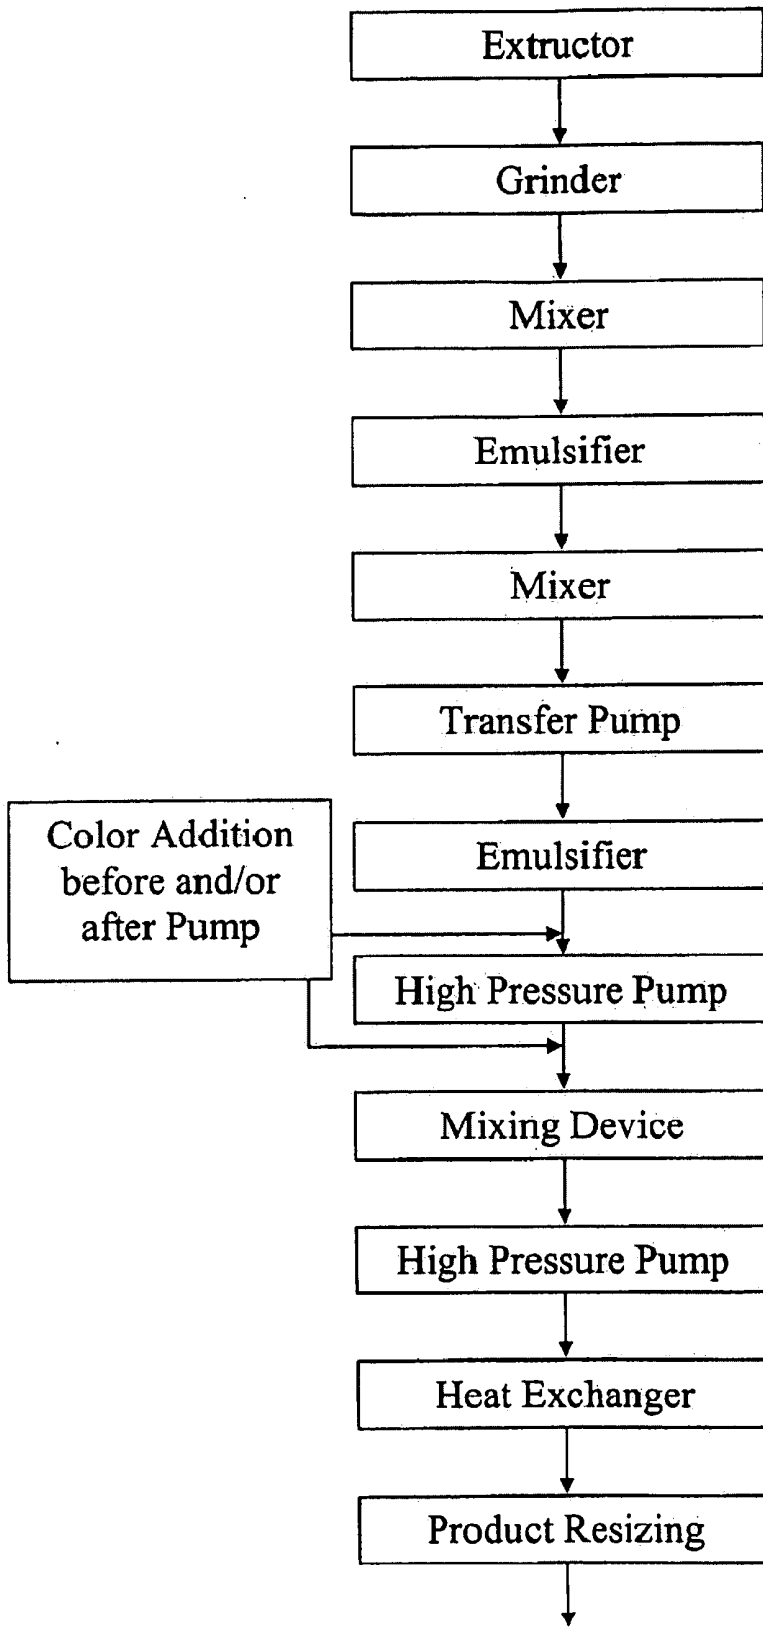 Extructor
Grinder
Mixer
Emulsifier
Mixer
Transfer Pump
Emulsifier
Color Addition
before and/or
after Pump
High Pressure Pump
Mixing Device
High Pressure Pump
Heat Exchanger
Product Resizing